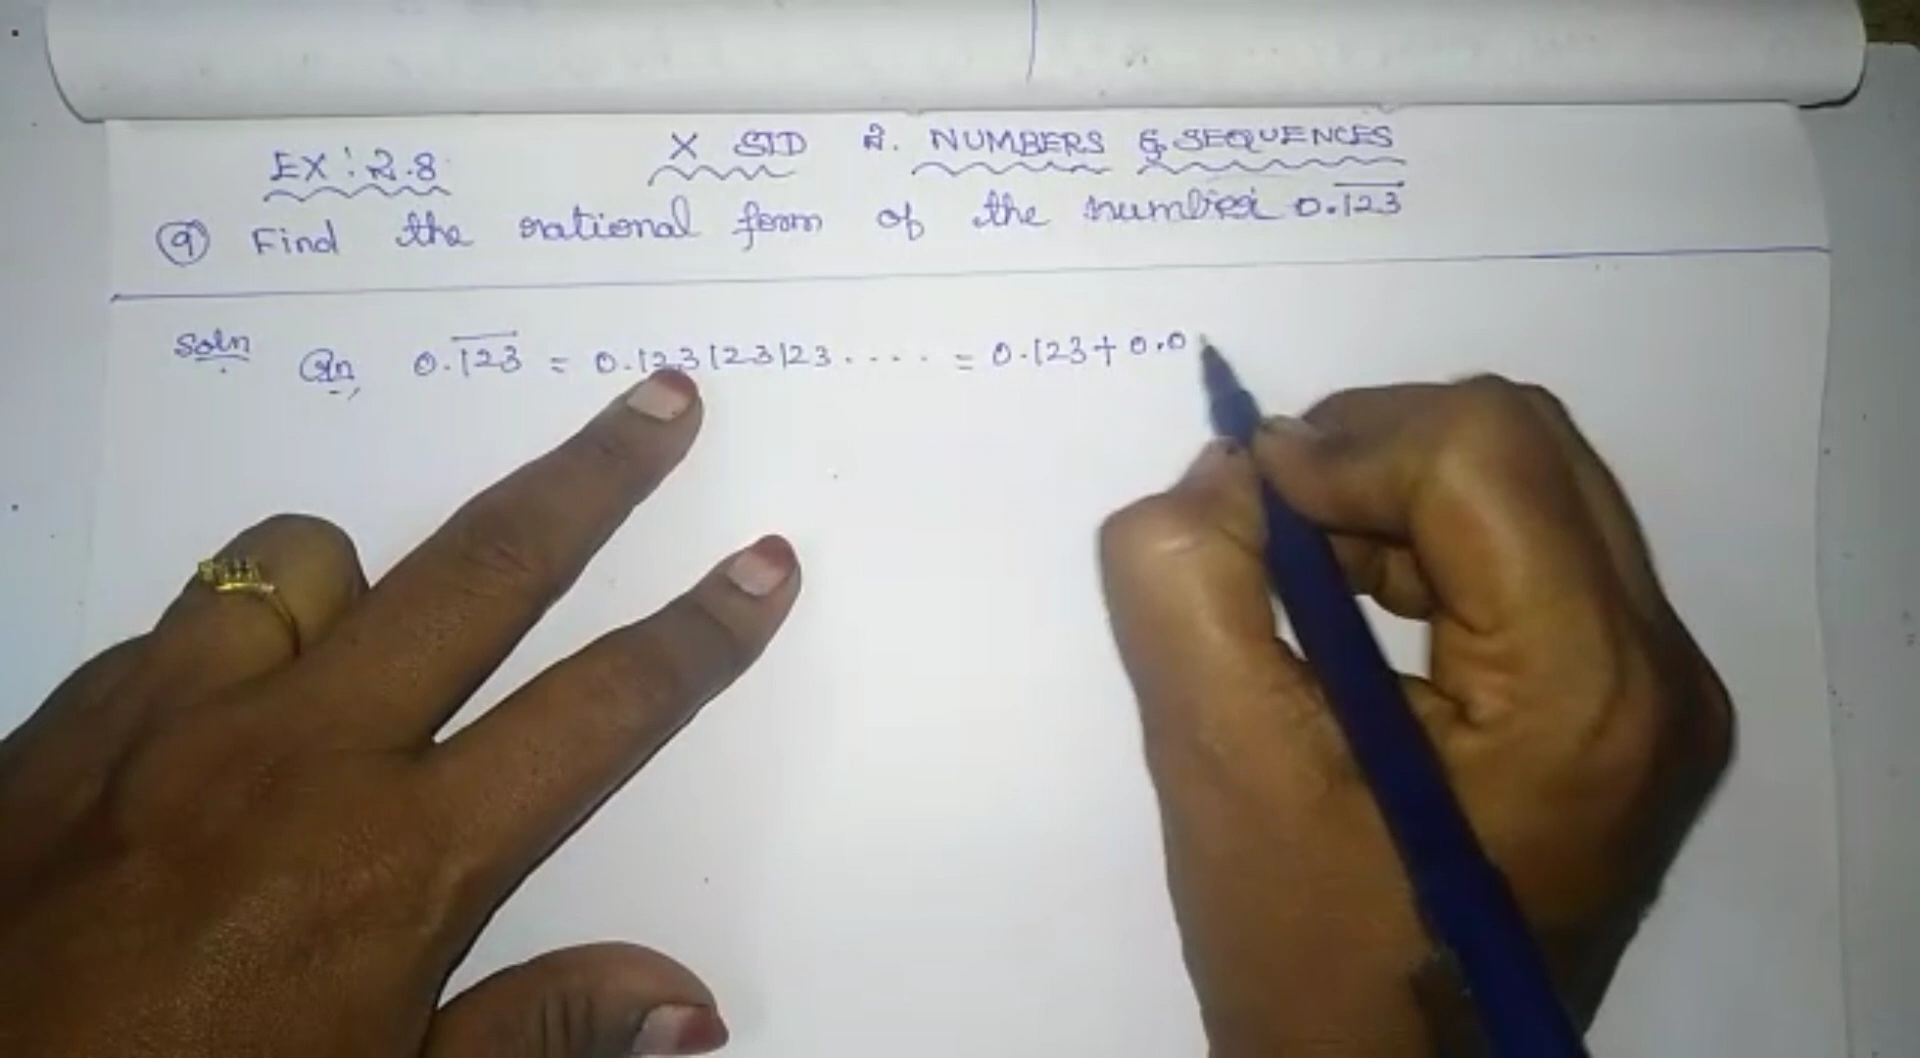 EX: 2.8 X STD 2. NUMBERS & SEQUENCES
⑨ Find the rational form of the number 0.1̅2̅3̅
Soln Gn 0.1̅2̅3̅ = 0.123123123..... = 0.123+0.0